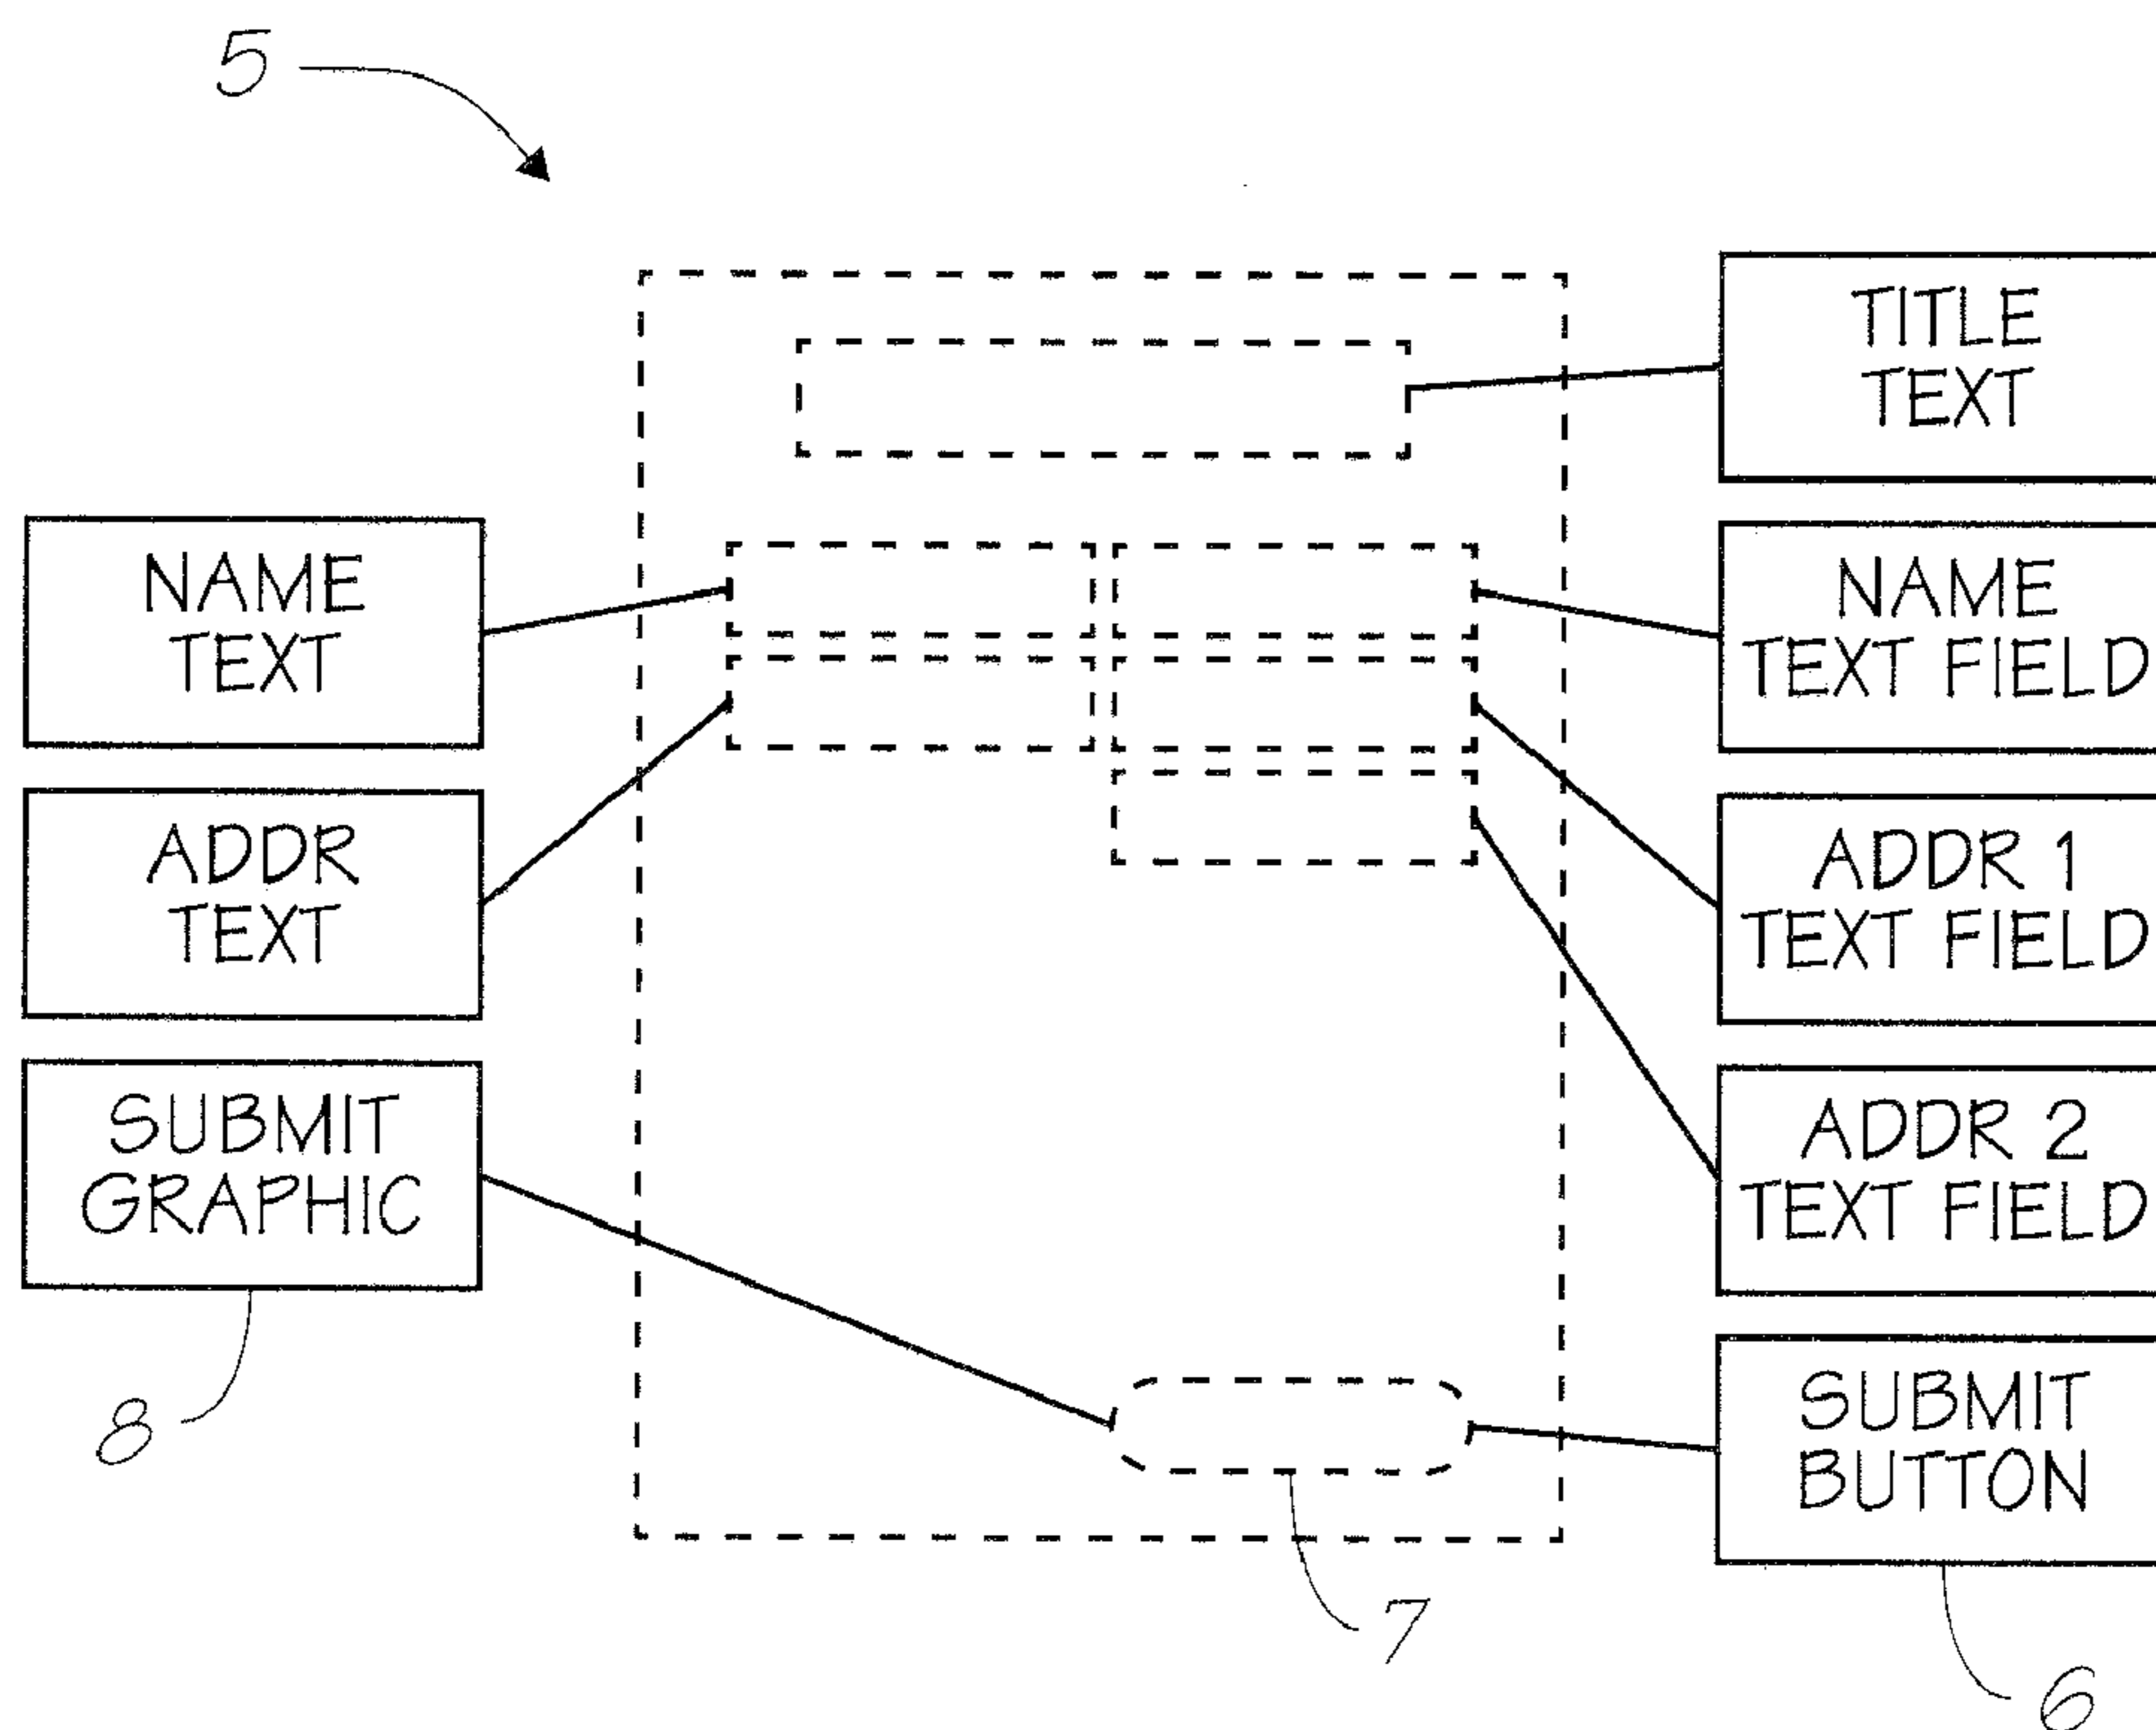 5
TITLE
TEXT
NAME
TEXT
NAME
TEXT FIELD
ADDR
TEXT
ADDR 1
TEXT FIELD
SUBMIT
GRAPHIC
ADDR 2
TEXT FIELD
SUBMIT
BUTTON
8
7
6